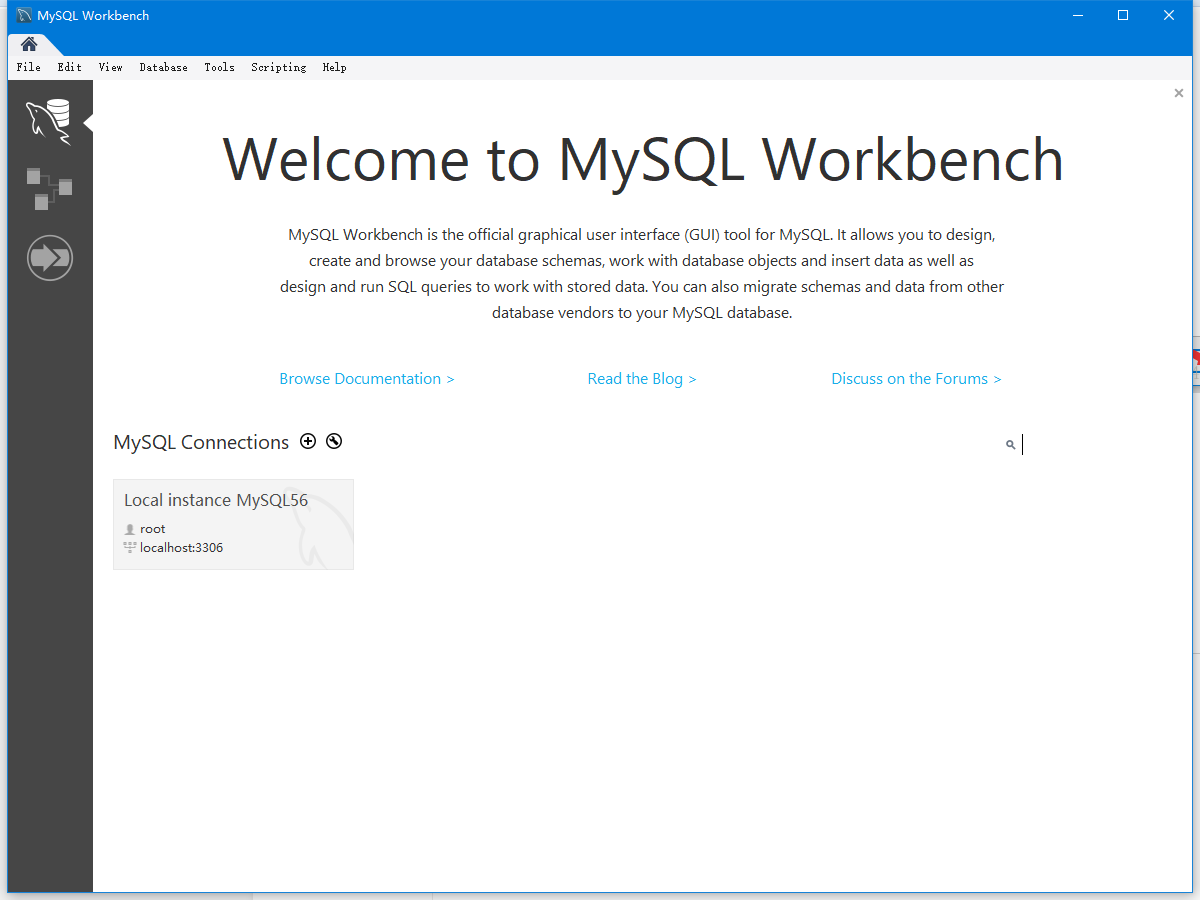 MySQL Workbench
File Edit View Database Tools Scripting Help
Welcome to MySQL Workbench
MySQL Workbench is the official graphical user interface (GUI) tool for MySQL. It allows you to design,
create and browse your database schemas, work with database objects and insert data as well as
design and run SQL queries to work with stored data. You can also migrate schemas and data from other
database vendors to your MySQL database.
Browse Documentation > Read the Blog > Discuss on the Forums >
MySQL Connections
Local instance MySQL56
root
localhost:3306